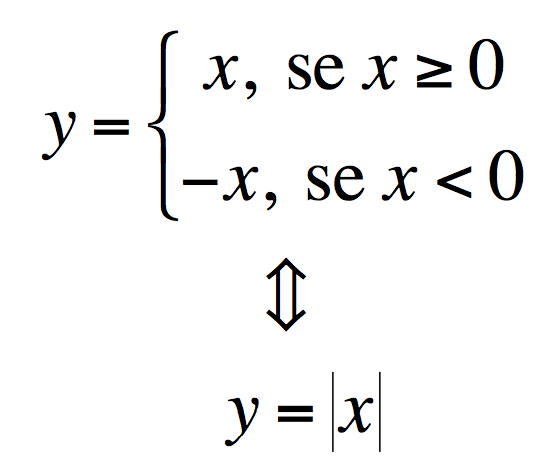 y = { x, se x ≥ 0
−x, se x < 0
⇕
y = |x|